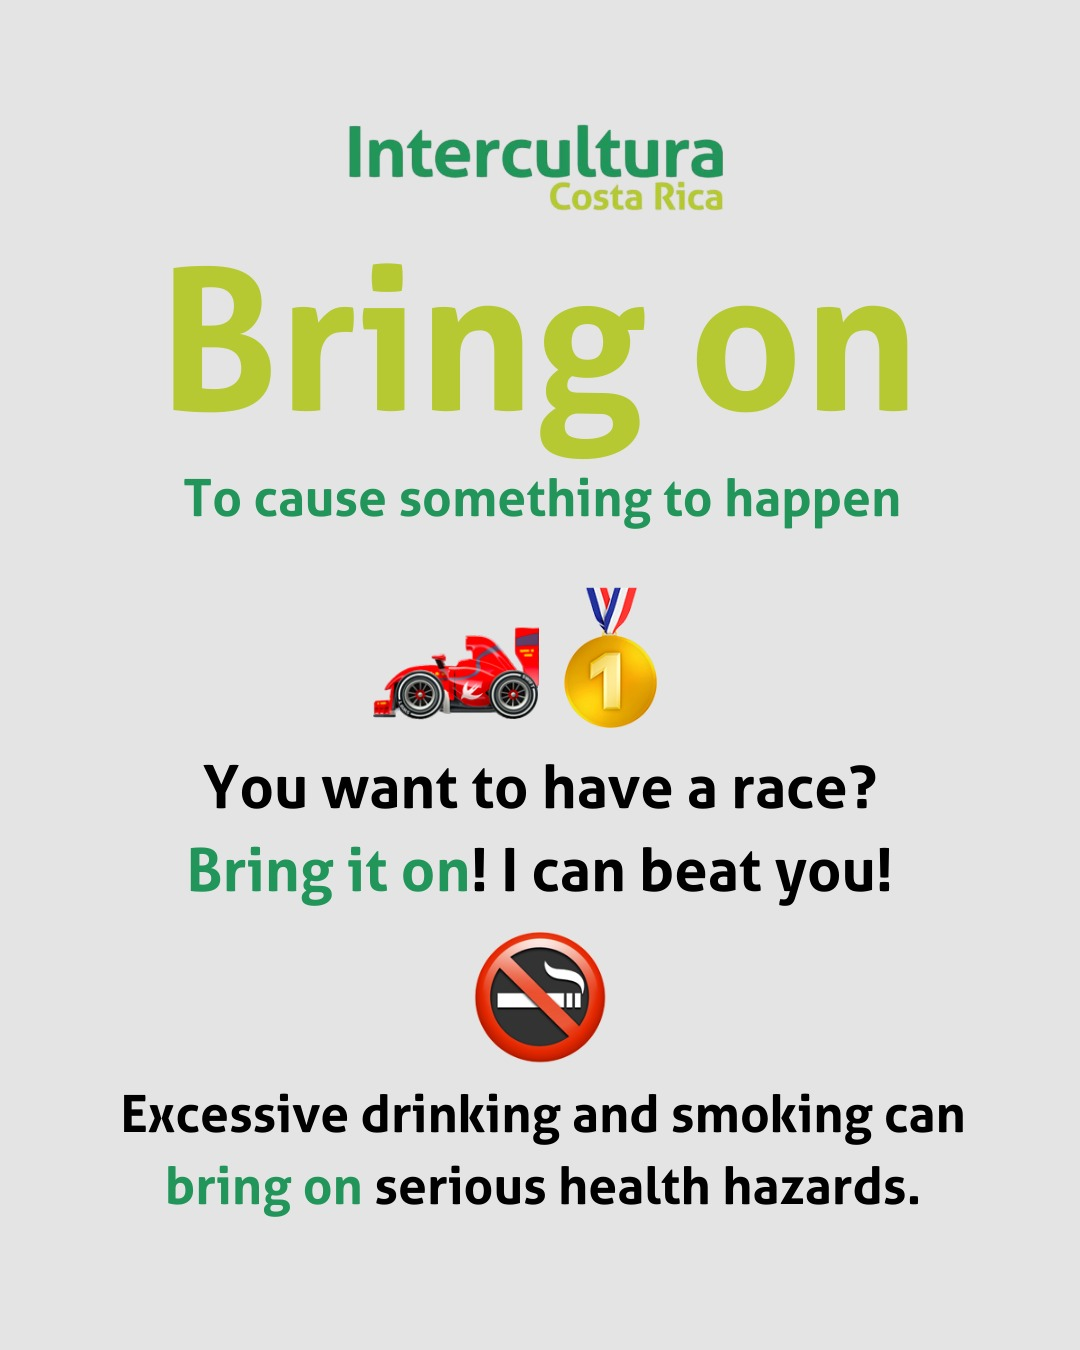 Intercultura
Costa Rica
Bring on
To cause something to happen
1
You want to have a race?
Bring it on! I can beat you!
Excessive drinking and smoking can
bring on serious health hazards.